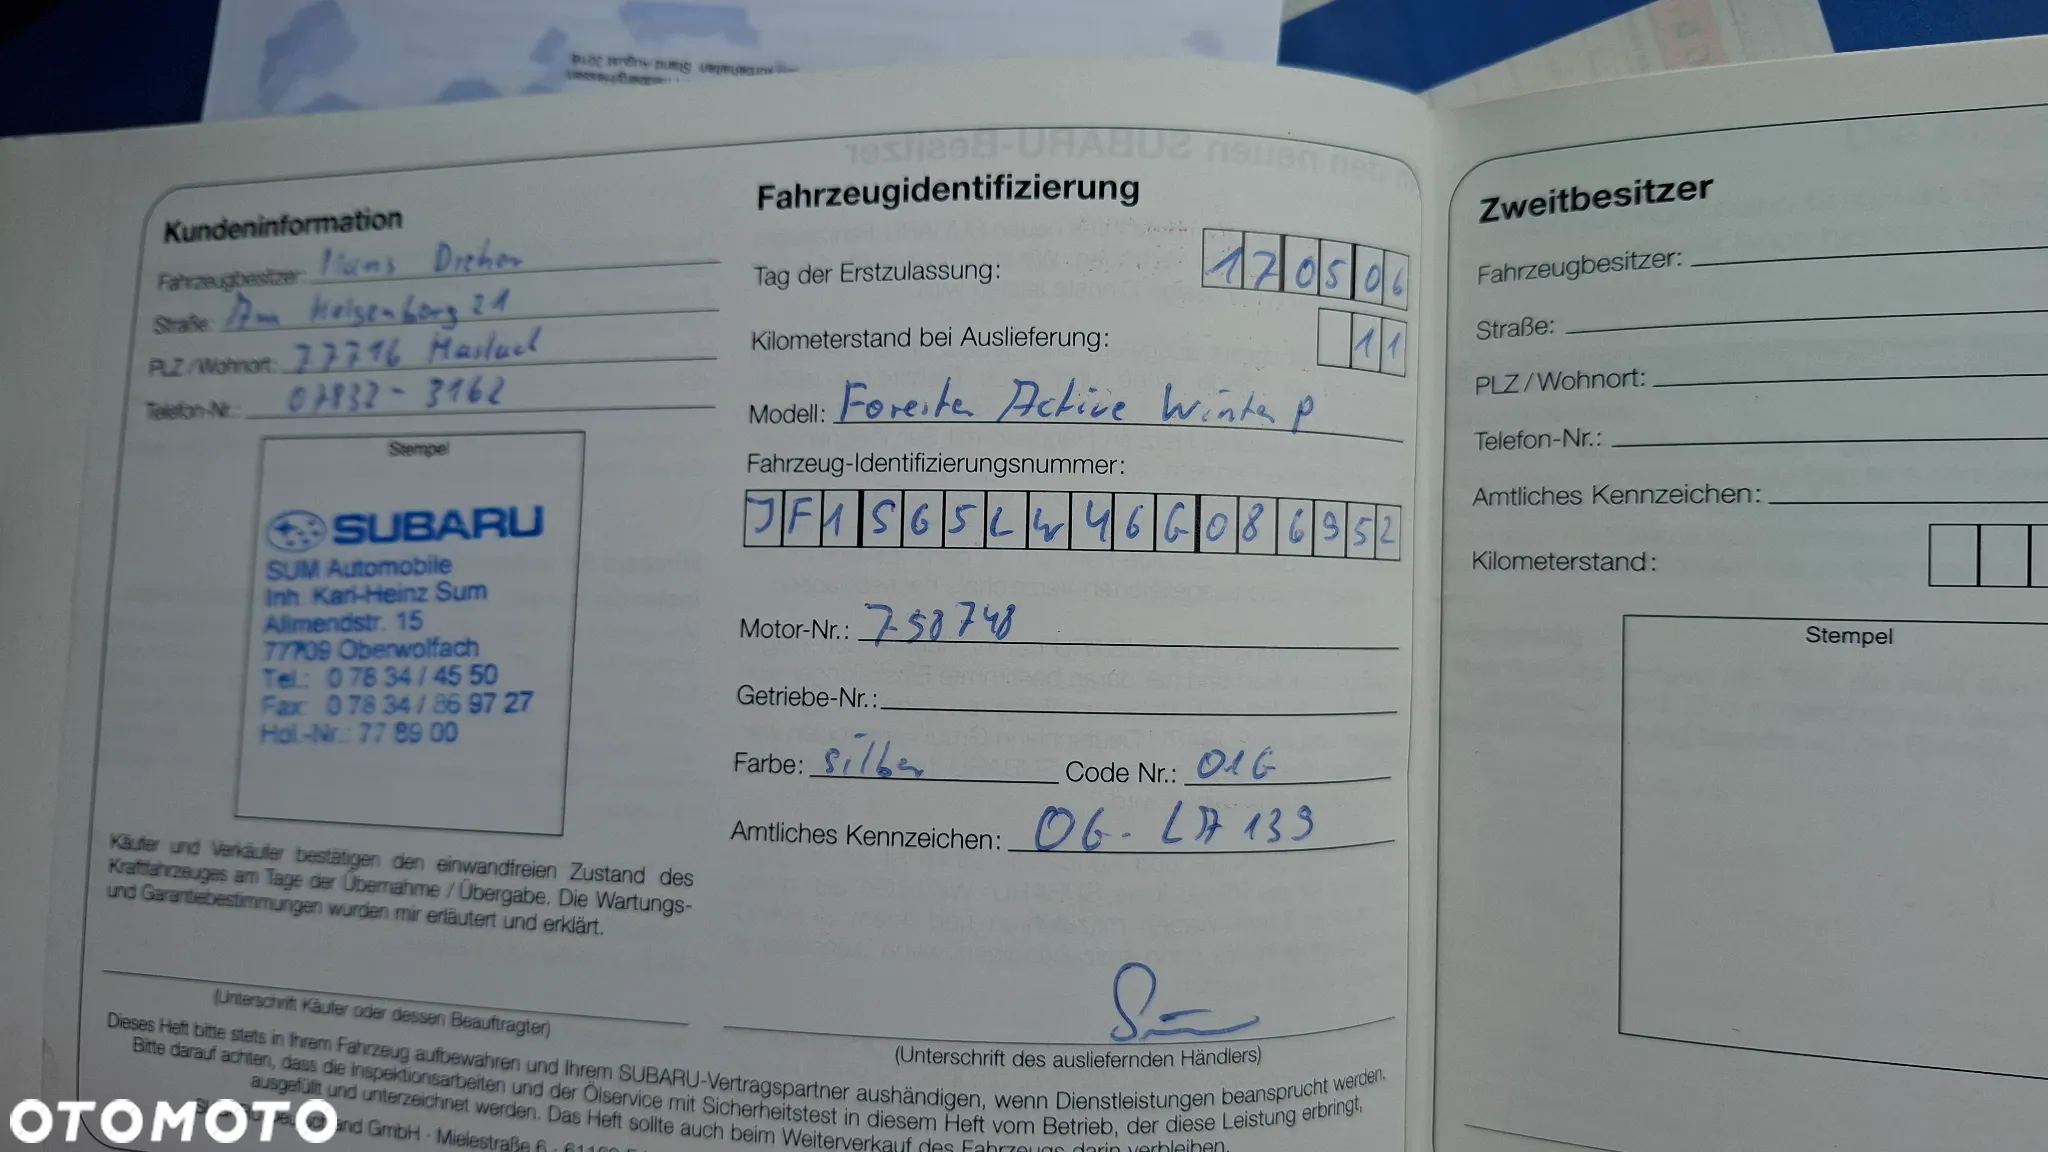 Kundeninformation
Fahrzeugbesitzer: Hans Dreher
Straße: Am Helgenberg 21
PLZ/Wohnort: 77716 Haslach
Telefon-Nr.: 07832 - 3162
Stempel
SUBARU
SUM Automobile
Inh. Karl-Heinz Sum
Allmendstr. 15
77709 Oberwolfach
Tel.: 0 78 34 / 45 50
Fax: 0 78 34 / 86 97 27
Hdl.-Nr.: 77 89 00
Käufer und Verkäufer bestätigen den einwandfreien Zustand des
Kraftfahrzeuges am Tage der Übernahme / Übergabe. Die Wartungs-
und Garantiebestimmungen wurden mir erläutert und erklärt.
(Unterschrift Käufer oder dessen Beauftragter)
Fahrzeugidentifizierung
Tag der Erstzulassung: 170506
Kilometerstand bei Auslieferung: 11
Modell: Forester Active Winter P
Fahrzeug-Identifizierungsnummer:
JF1SG5LW46G086952
Motor-Nr.: 758748
Getriebe-Nr.:
Farbe: silber Code Nr.: 01G
Amtliches Kennzeichen: OG-LA 139
(Unterschrift des ausliefernden Händlers)
Dieses Heft bitte stets in Ihrem Fahrzeug aufbewahren und Ihrem SUBARU-Vertragspartner aushändigen, wenn Dienstleistungen beansprucht werden.
Bitte darauf achten, dass die Inspektionsarbeiten und der Ölservice mit Sicherheitstest in diesem Heft vom Betrieb, der diese Leistung erbringt,
ausgefüllt und unterzeichnet werden. Das Heft sollte auch beim Weiterverkauf des Fahrzeugs darin verbleiben.
GmbH · Mielestraße 6 ·
Zweitbesitzer
Fahrzeugbesitzer:
Straße:
PLZ/Wohnort:
Telefon-Nr.:
Amtliches Kennzeichen:
Kilometerstand:
Stempel
OTOMOTO